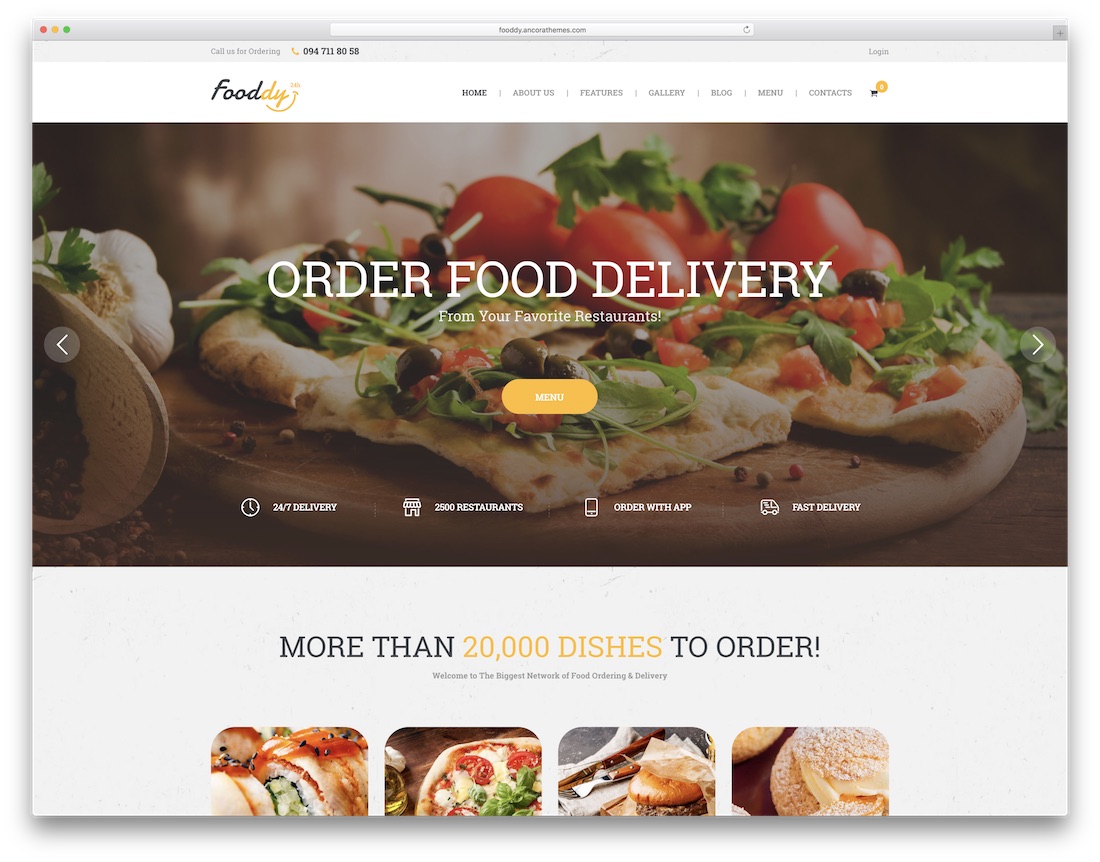 fooddy.ancorathemes.com
Call us for Ordering 094 711 80 58 Login
Fooddy 24h
HOME | ABOUT US | FEATURES | GALLERY | BLOG | MENU | CONTACTS 0
ORDER FOOD DELIVERY
From Your Favorite Restaurants!
MENU
24/7 DELIVERY 2500 RESTAURANTS ORDER WITH APP FAST DELIVERY
MORE THAN 20,000 DISHES TO ORDER!
Welcome to The Biggest Network of Food Ordering & Delivery